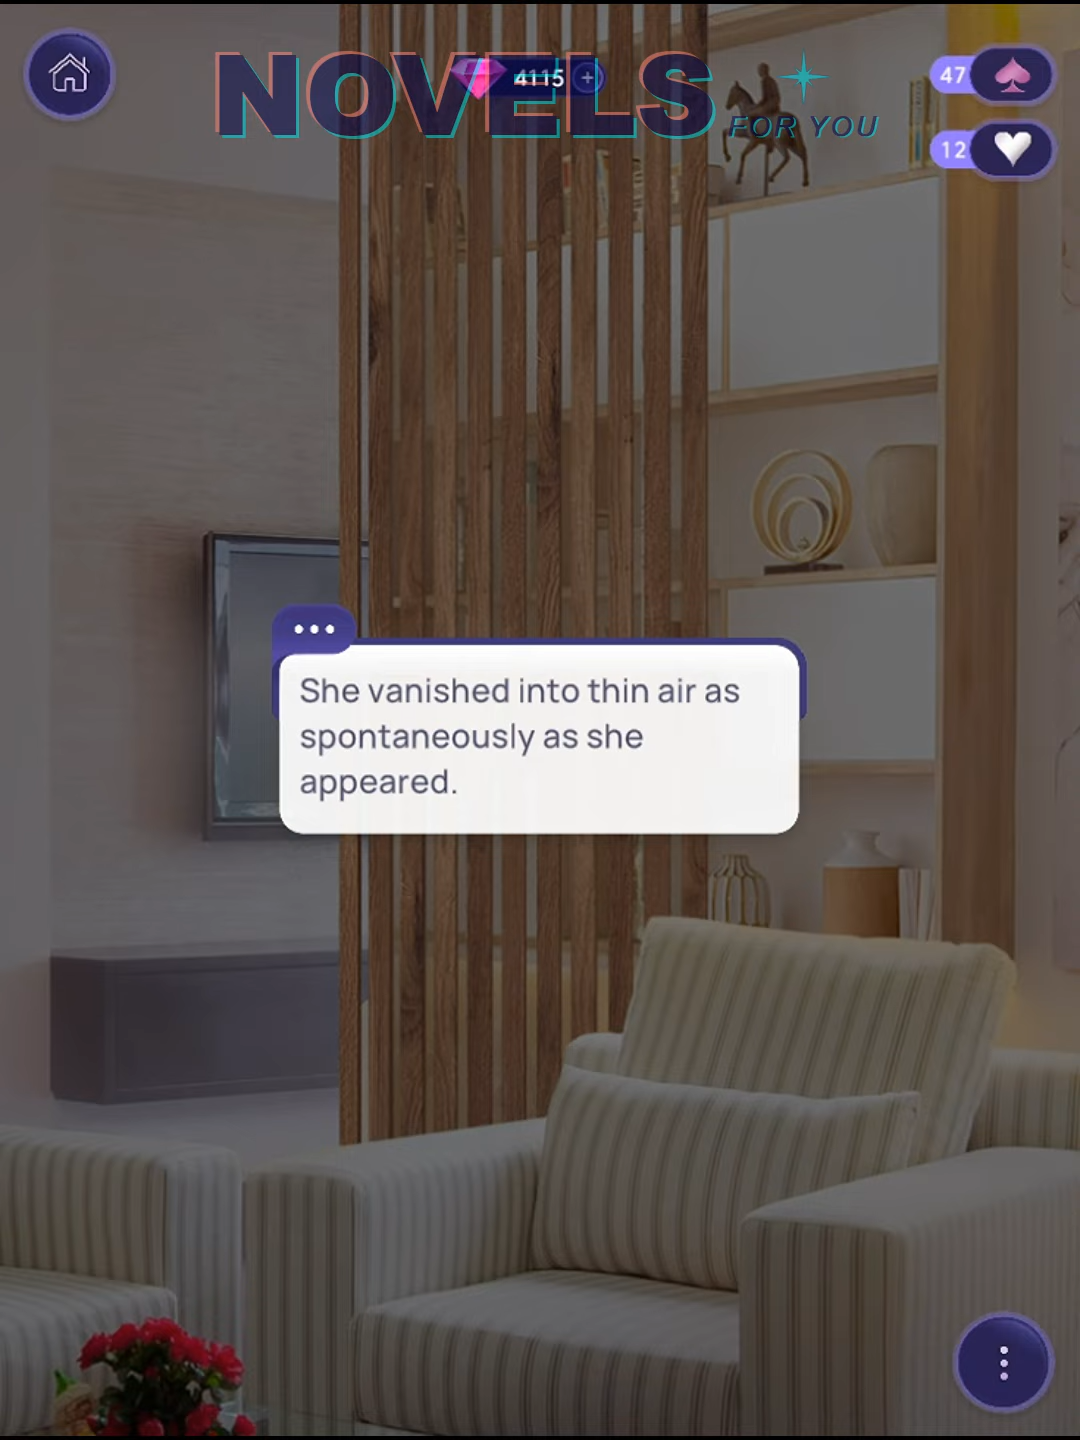 NOVELS
FOR YOU
4115
47
12
She vanished into thin air as
spontaneously as she
appeared.